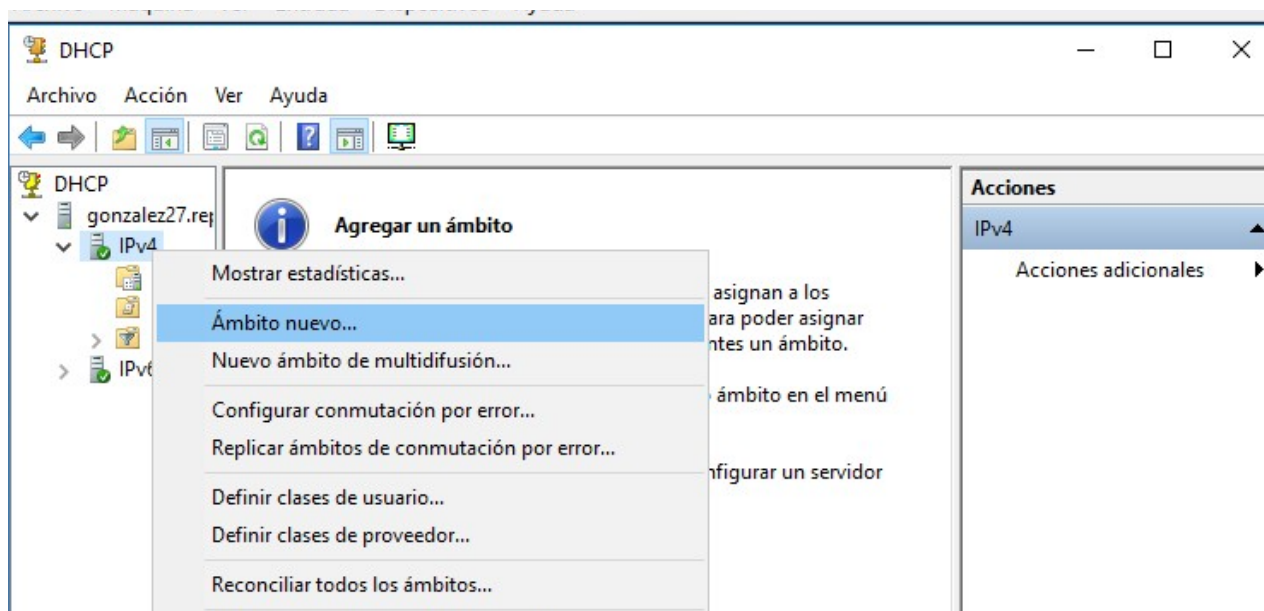 DHCP
Archivo Acción Ver Ayuda
DHCP
gonzalez27.rep
IPv4
IPv6
Agregar un ámbito
asignan a los
ara poder asignar
ntes un ámbito.
ámbito en el menú
nfigurar un servidor
Mostrar estadísticas...
Ámbito nuevo...
Nuevo ámbito de multidifusión...
Configurar conmutación por error...
Replicar ámbitos de conmutación por error...
Definir clases de usuario...
Definir clases de proveedor...
Reconciliar todos los ámbitos...
Acciones
IPv4
Acciones adicionales